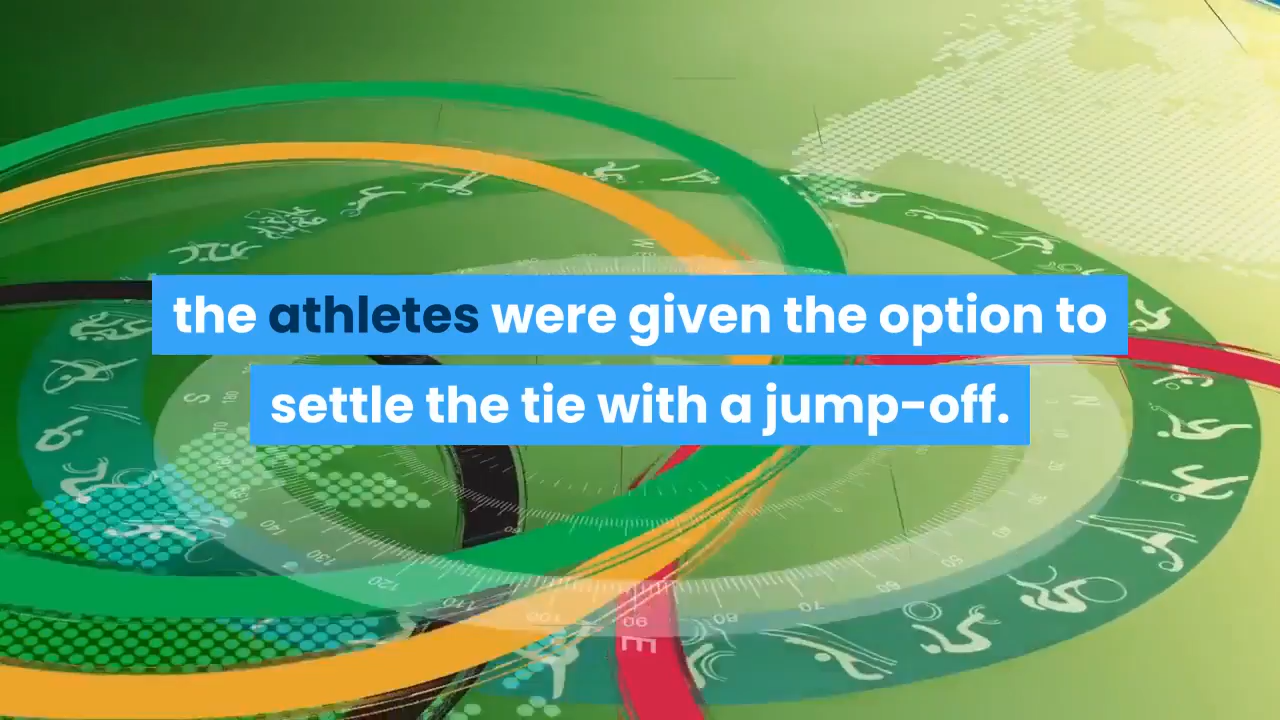 the athletes were given the option to
settle the tie with a jump-off.